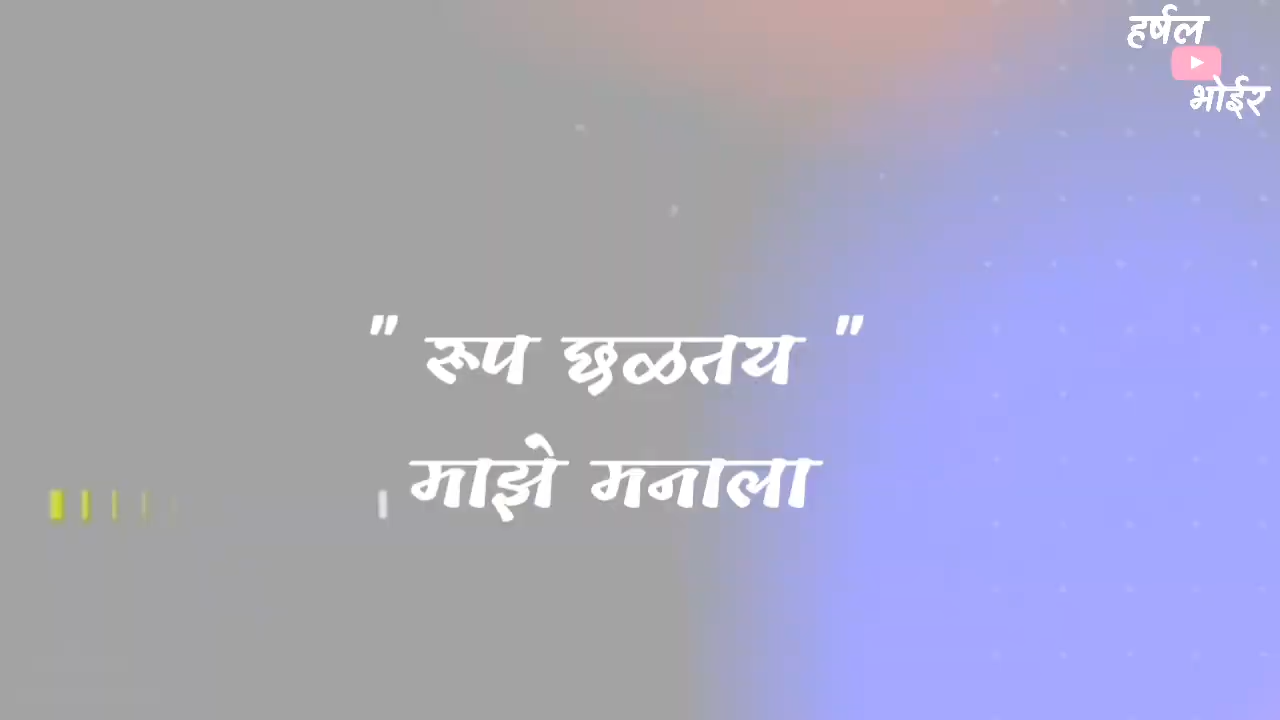 हर्षल
भोईर
" रूप छळतय "
माझे मनाला